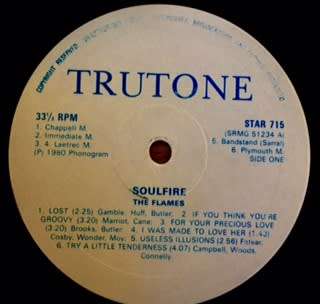 COPYRIGHT RESERVED
TRUTONE
33⅓ RPM
STAR 715
(SRMG 51234 A)
1. Chappell M.
2. Immediate M.
3. & 4. Laetrec M.
(P) 1980 Phonogram
5. Bandstand (Sarral)
6. Plymouth M.
SIDE ONE
SOULFIRE
THE FLAMES
1. LOST (2.25) Gamble, Huff, Butler. 2. IF YOU THINK YOU'RE
GROOVY (3.20) Marriot, Lane; 3. FOR YOUR PRECIOUS LOVE
(3.20) Brooks, Butler; 4. I WAS MADE TO LOVE HER (1.43)
Cosby, Wonder, Moy; 5. USELESS ILLUSIONS (2.56) Fataar.
6. TRY A LITTLE TENDERNESS (4.07) Campbell, Woods,
Connelly.